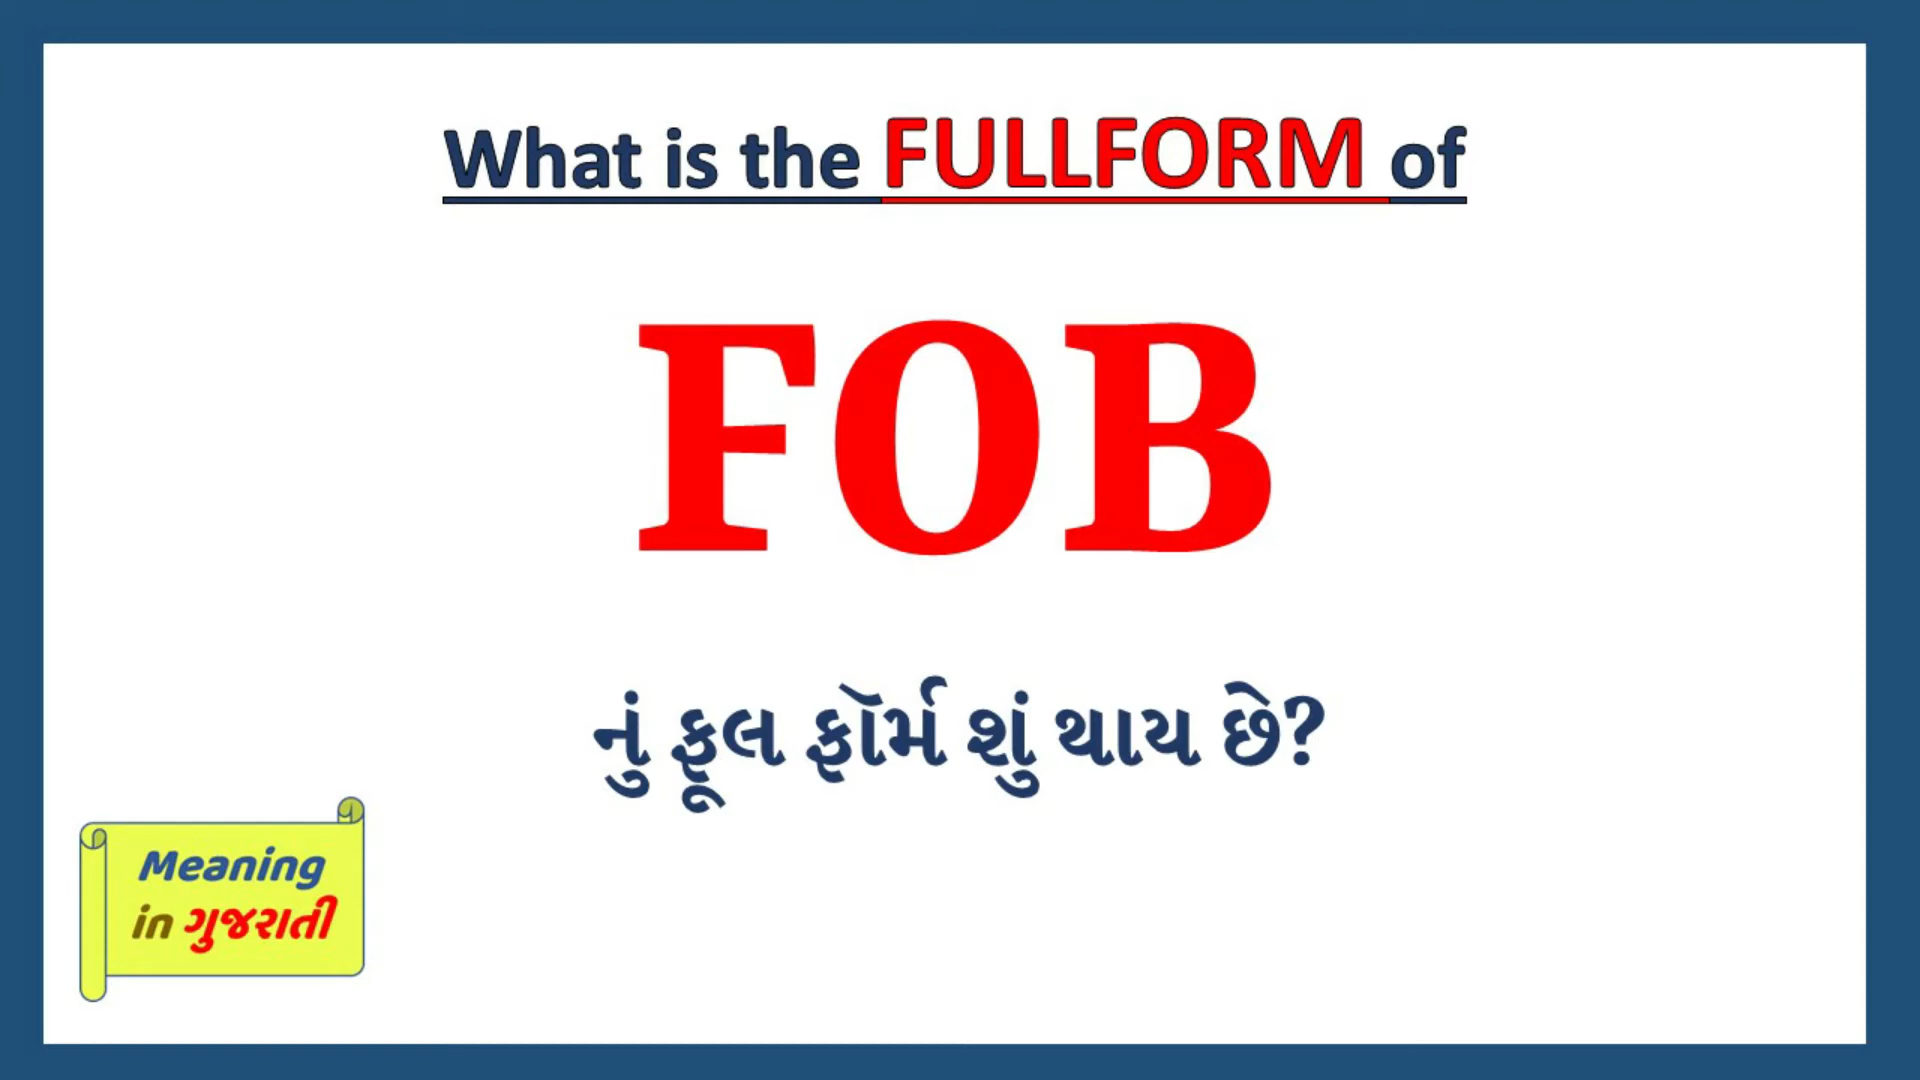 What is the FULLFORM of
FOB
નું ફૂલ ફૉર્મ શું થાય છે?
Meaning
in ગુજરાતી